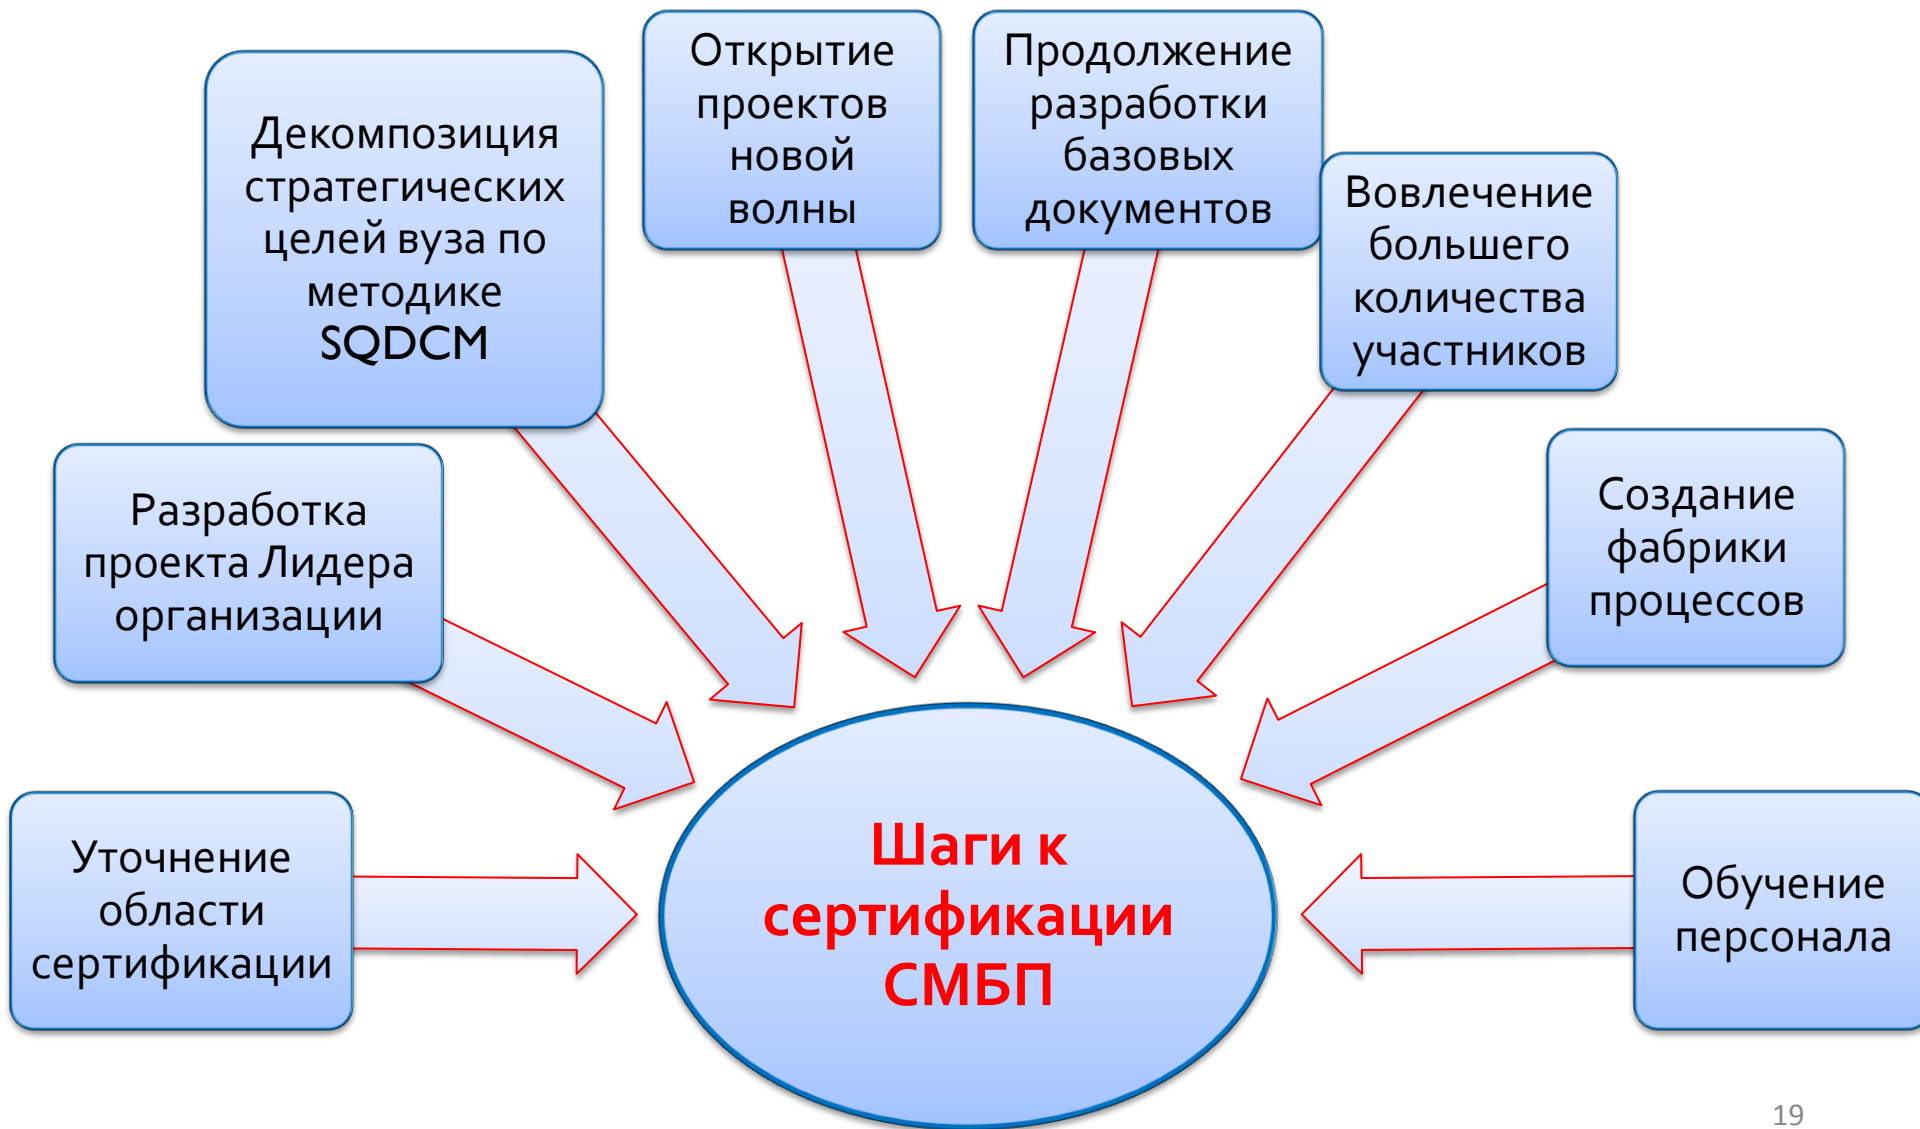 Открытие
проектов
новой
волны
Продолжение
разработки
базовых
документов
Декомпозиция
стратегических
целей вуза по
методике
SQDCM
Вовлечение
большего
количества
участников
Разработка
проекта Лидера
организации
Создание
фабрики
процессов
Уточнение
области
сертификации
Шаги к
сертификации
СМБП
Обучение
персонала
19